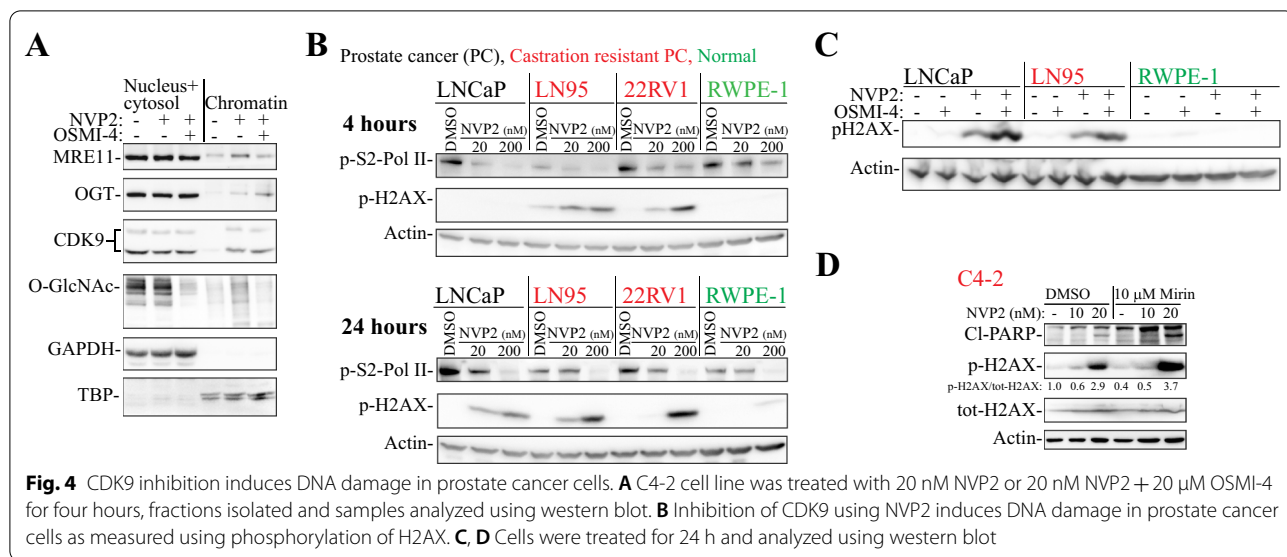 A
Nucleus+
cytosol Chromatin
NVP2: - + + - + +
OSMI-4 - - + - - +
MRE11-
OGT-
CDK9
O-GlcNAc-
GAPDH-
TBP-
B
Prostate cancer (PC), Castration resistant PC, Normal
LNCaP LN95 22RV1 RWPE-1
4 hours
DMSO NVP2 (nM) DMSO NVP2 (nM) DMSO NVP2 (nM) DMSO NVP2 (nM)
20 200 20 200 20 200 20 200
p-S2-Pol II-
p-H2AX-
Actin-
LNCaP LN95 22RV1 RWPE-1
24 hours
DMSO NVP2 (nM) DMSO NVP2 (nM) DMSO NVP2 (nM) DMSO NVP2 (nM)
20 200 20 200 20 200 20 200
p-S2-Pol II-
p-H2AX-
Actin-
C
LNCaP LN95 RWPE-1
NVP2: - - + + - - + + - - + +
OSMI-4: - + - + - + - + - + - +
pH2AX-
Actin-
D
C4-2
DMSO 10 μM Mirin
NVP2 (nM): - 10 20 - 10 20
Cl-PARP-
p-H2AX-
p-H2AX/tot-H2AX: 1.0 0.6 2.9 0.4 0.5 3.7
tot-H2AX-
Actin-
Fig. 4 CDK9 inhibition induces DNA damage in prostate cancer cells. A C4-2 cell line was treated with 20 nM NVP2 or 20 nM NVP2 + 20 μM OSMI-4
for four hours, fractions isolated and samples analyzed using western blot. B Inhibition of CDK9 using NVP2 induces DNA damage in prostate cancer
cells as measured using phosphorylation of H2AX. C, D Cells were treated for 24 h and analyzed using western blot